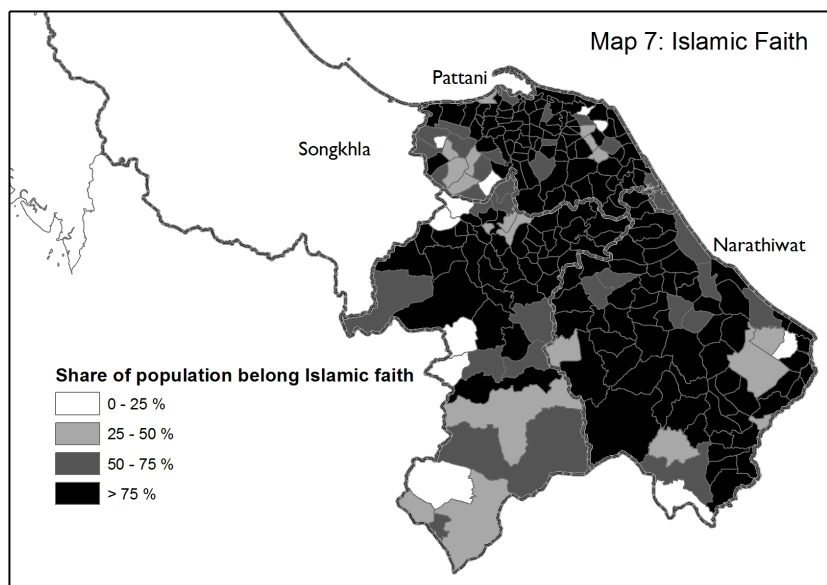 Map 7: Islamic Faith
Pattani
Songkhla
Narathiwat
Share of population belong Islamic faith
0 - 25 %
25 - 50 %
50 - 75 %
> 75 %